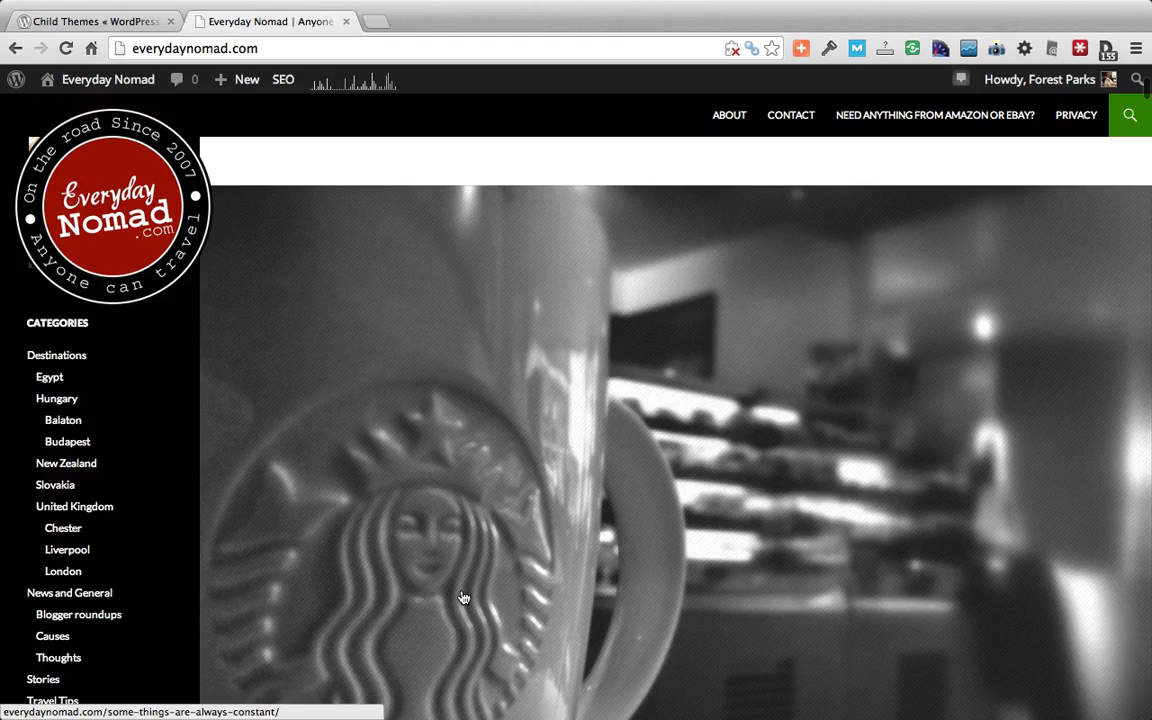 Child Themes « WordPress
Everyday Nomad | Anyone
everydaynomad.com
155
Everyday Nomad
0
New
SEO
Howdy, Forest Parks
ABOUT
CONTACT
NEED ANYTHING FROM AMAZON OR EBAY?
PRIVACY
On the road Since 2007
Everyday
Nomad
.com
Anyone can travel
CATEGORIES
Destinations
Egypt
Hungary
Balaton
Budapest
New Zealand
Slovakia
United Kingdom
Chester
Liverpool
London
News and General
Blogger roundups
Causes
Thoughts
Stories
Travel Tips
everydaynomad.com/some-things-are-always-constant/